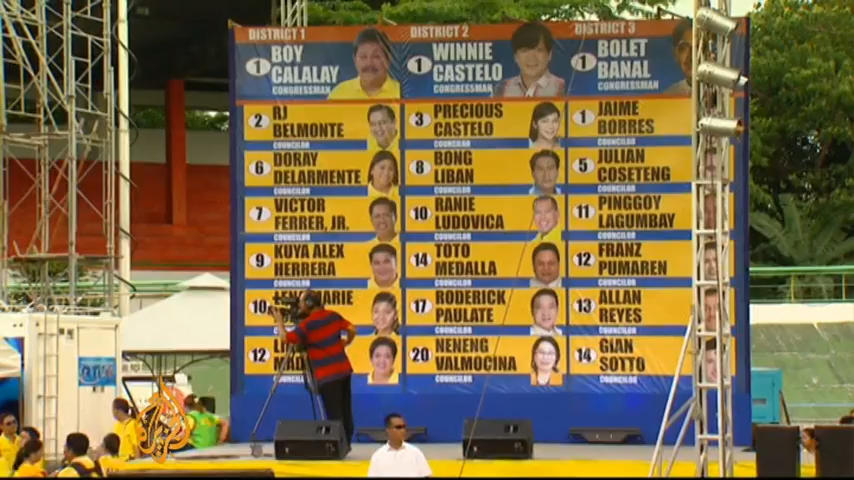 DISTRICT 1
1 BOY
CALALAY
CONGRESSMAN
2 RJ
BELMONTE
COUNCILOR
6 DORAY
DELARMENTE
COUNCILOR
7 VICTOR
FERRER, JR.
COUNCILOR
9 KUYA ALEX
HERRERA
COUNCILOR
10 MARIE
12
DISTRICT 2
1 WINNIE
CASTELO
CONGRESSMAN
3 PRECIOUS
CASTELO
COUNCILOR
8 BONG
LIBAN
COUNCILOR
10 RANIE
LUDOVICA
COUNCILOR
14 TOTO
MEDALLA
COUNCILOR
17 RODERICK
PAULATE
COUNCILOR
20 NENENG
VALMOCINA
COUNCILOR
DISTRICT 3
1 BOLET
BANAL
CONGRESSMAN
1 JAIME
BORRES
COUNCILOR
5 JULIAN
COSETENG
COUNCILOR
11 PINGGOY
LAGUMBAY
COUNCILOR
12 FRANZ
PUMAREN
COUNCILOR
13 ALLAN
REYES
COUNCILOR
14 GIAN
SOTTO
COUNCILOR